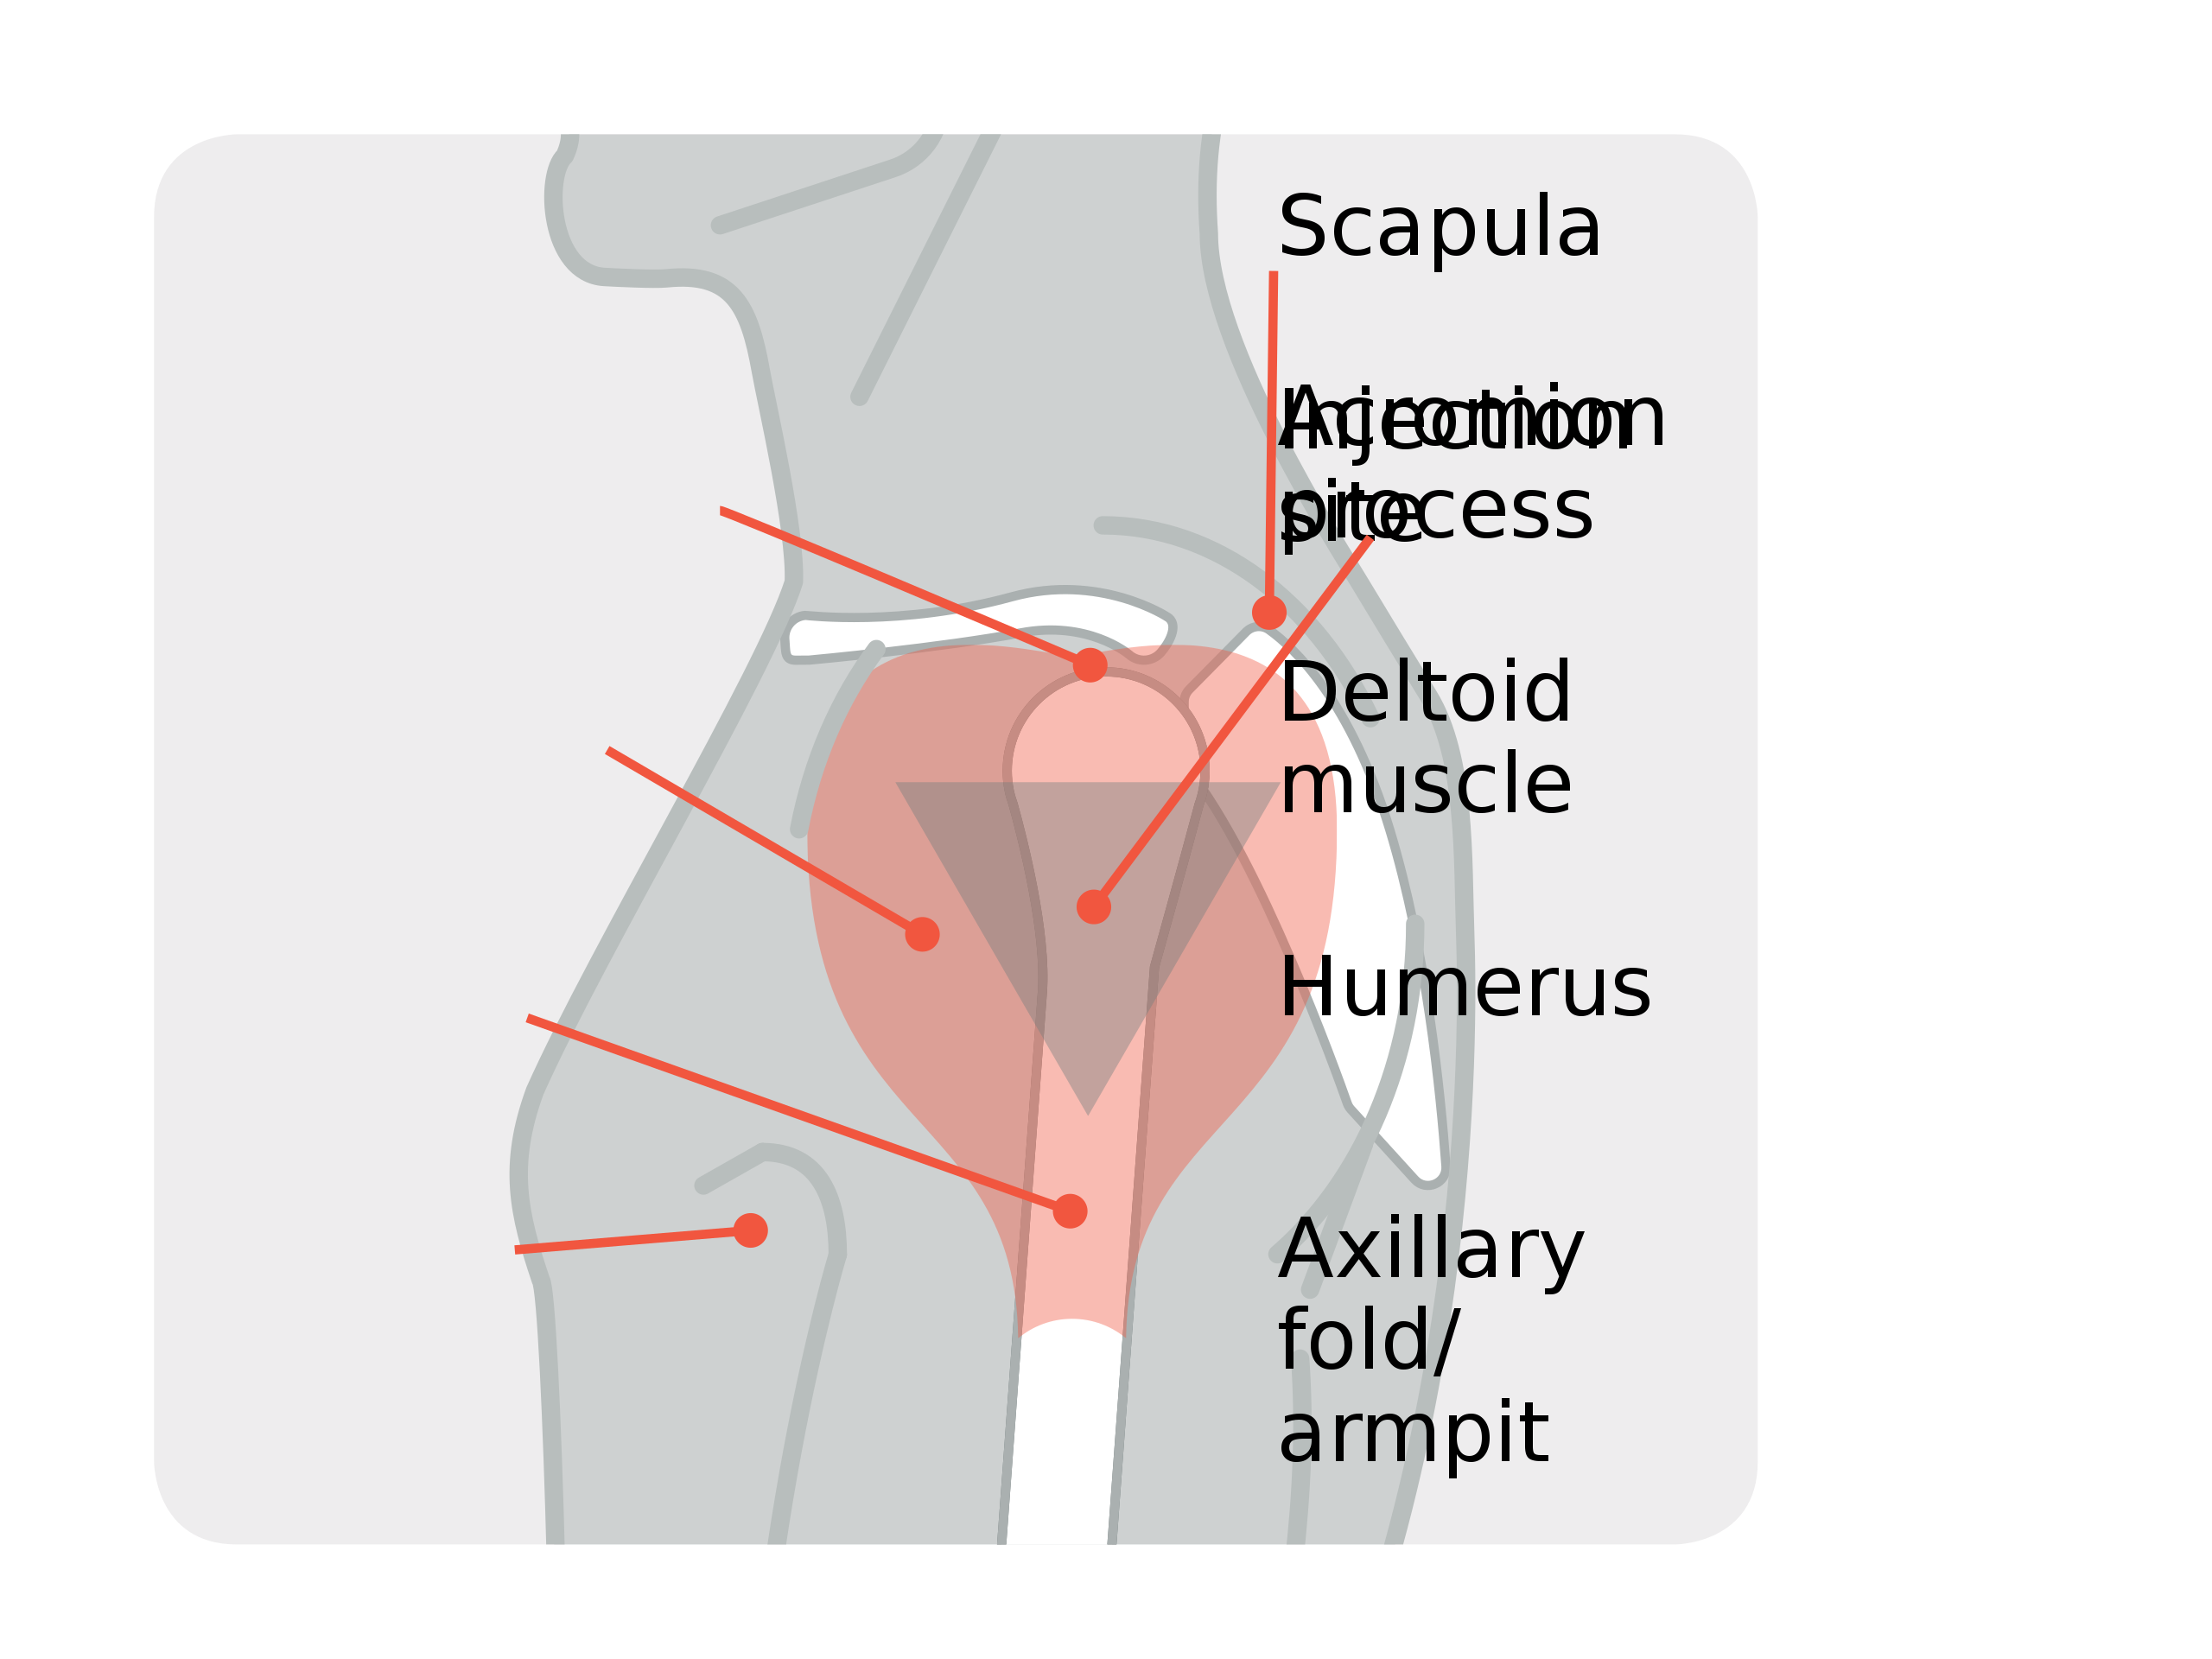 Scapula
Acromion
process
Injection
site
Deltoid
muscle
Humerus
Axillary
fold/
armpit